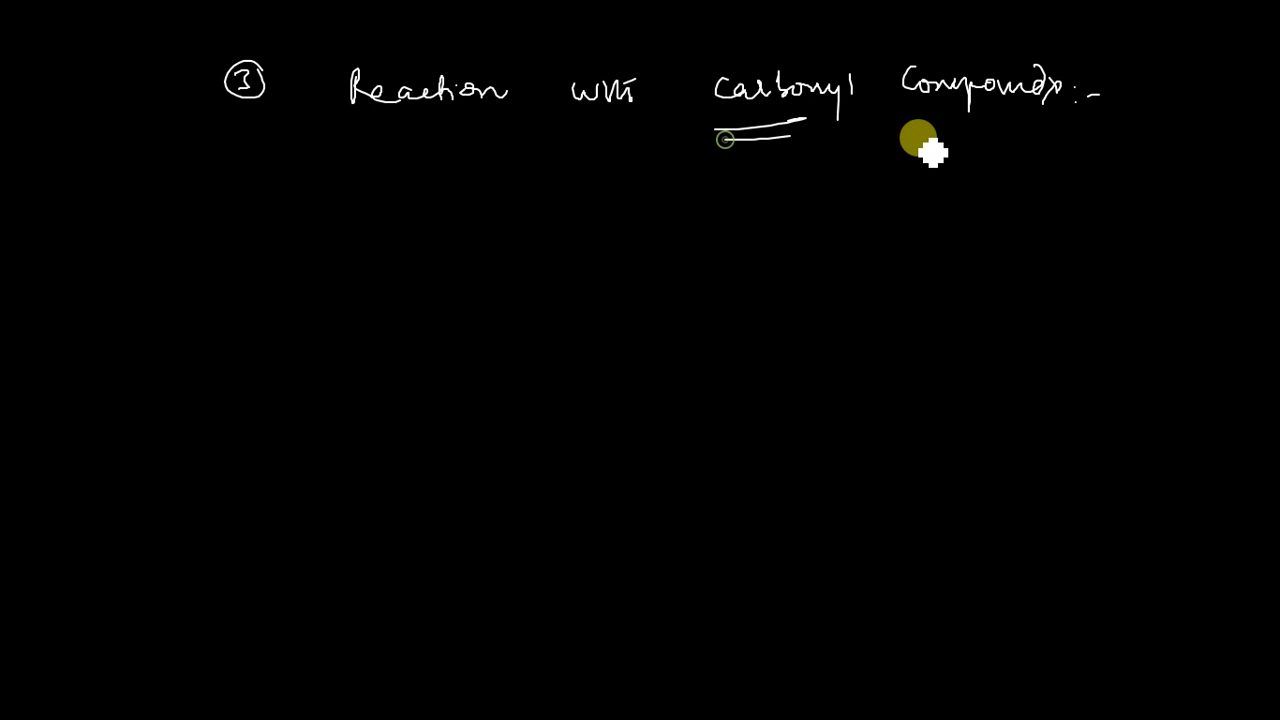 ③ Reaction with Carbonyl Compounds :-